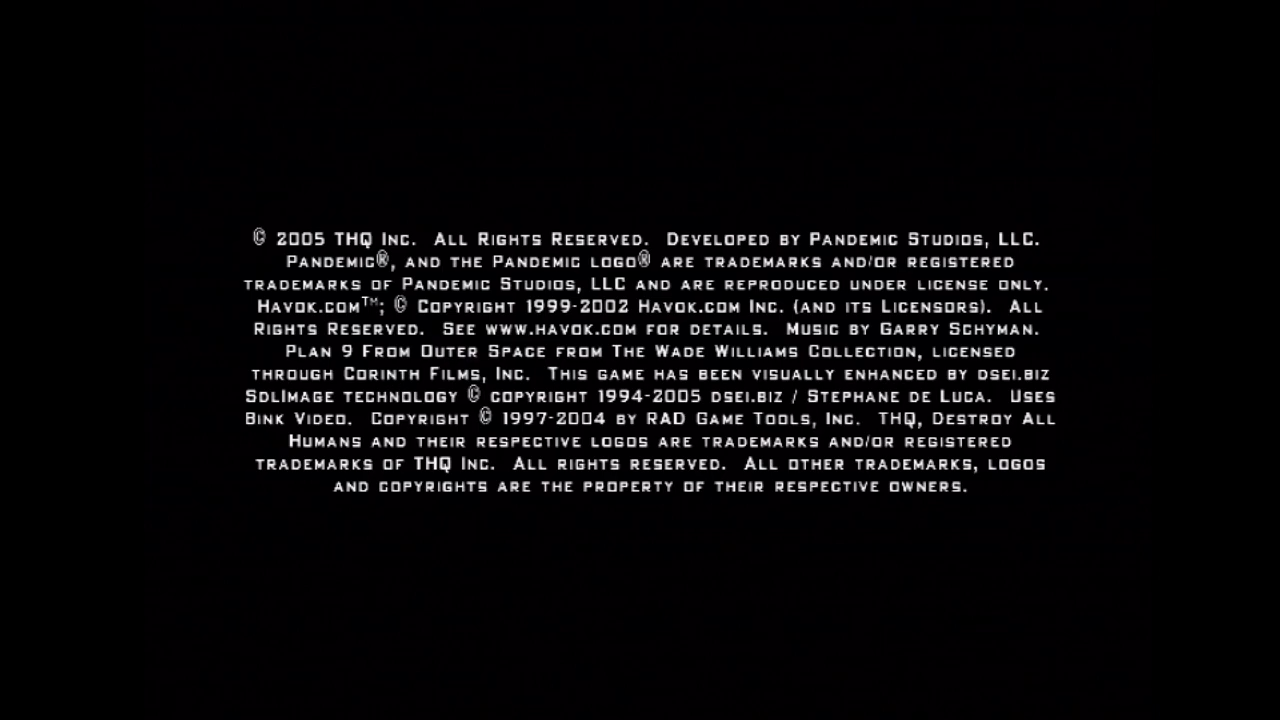 © 2005 THQ Inc. All Rights Reserved. Developed by Pandemic Studios, LLC.
Pandemic®, and the Pandemic logo® are trademarks and/or registered
trademarks of Pandemic Studios, LLC and are reproduced under license only.
Havok.com™; © Copyright 1999-2002 Havok.com Inc. (and its Licensors). All
Rights Reserved. See www.havok.com for details. Music by Garry Schyman.
Plan 9 From Outer Space from The Wade Williams Collection, licensed
through Corinth Films, Inc. This game has been visually enhanced by dsei.biz
SdlImage technology © copyright 1994-2005 dsei.biz / Stephane de Luca. Uses
Bink Video. Copyright © 1997-2004 by RAD Game Tools, Inc. THQ, Destroy All
Humans and their respective logos are trademarks and/or registered
trademarks of THQ Inc. All rights reserved. All other trademarks, logos
and copyrights are the property of their respective owners.